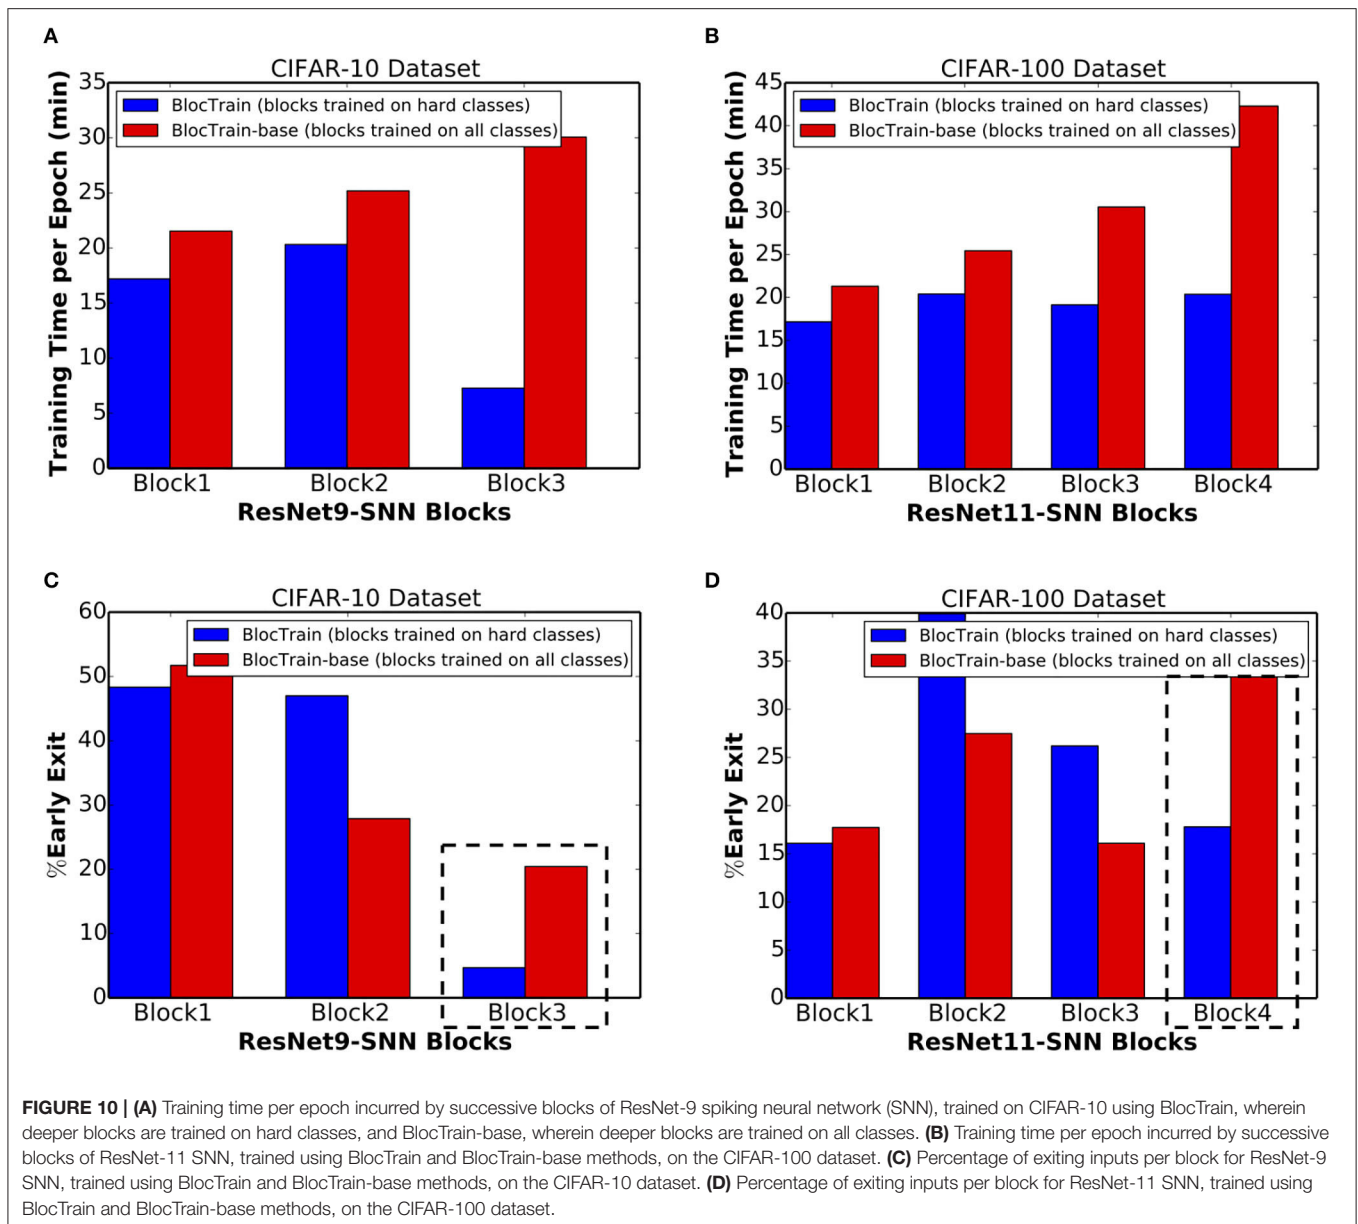 A
CIFAR-10 Dataset
Training Time per Epoch (min)
35
30
25
20
15
10
5
0
BlocTrain (blocks trained on hard classes)
BlocTrain-base (blocks trained on all classes)
Block1 Block2 Block3
ResNet9-SNN Blocks
B
CIFAR-100 Dataset
Training Time per Epoch (min)
45
40
35
30
25
20
15
10
5
0
BlocTrain (blocks trained on hard classes)
BlocTrain-base (blocks trained on all classes)
Block1 Block2 Block3 Block4
ResNet11-SNN Blocks
C
CIFAR-10 Dataset
%Early Exit
60
50
40
30
20
10
0
BlocTrain (blocks trained on hard classes)
BlocTrain-base (blocks trained on all classes)
Block1 Block2 Block3
ResNet9-SNN Blocks
D
CIFAR-100 Dataset
%Early Exit
40
35
30
25
20
15
10
5
0
BlocTrain (blocks trained on hard classes)
BlocTrain-base (blocks trained on all classes)
Block1 Block2 Block3 Block4
ResNet11-SNN Blocks
FIGURE 10 | (A) Training time per epoch incurred by successive blocks of ResNet-9 spiking neural network (SNN), trained on CIFAR-10 using BlocTrain, wherein
deeper blocks are trained on hard classes, and BlocTrain-base, wherein deeper blocks are trained on all classes. (B) Training time per epoch incurred by successive
blocks of ResNet-11 SNN, trained using BlocTrain and BlocTrain-base methods, on the CIFAR-100 dataset. (C) Percentage of exiting inputs per block for ResNet-9
SNN, trained using BlocTrain and BlocTrain-base methods, on the CIFAR-10 dataset. (D) Percentage of exiting inputs per block for ResNet-11 SNN, trained using
BlocTrain and BlocTrain-base methods, on the CIFAR-100 dataset.